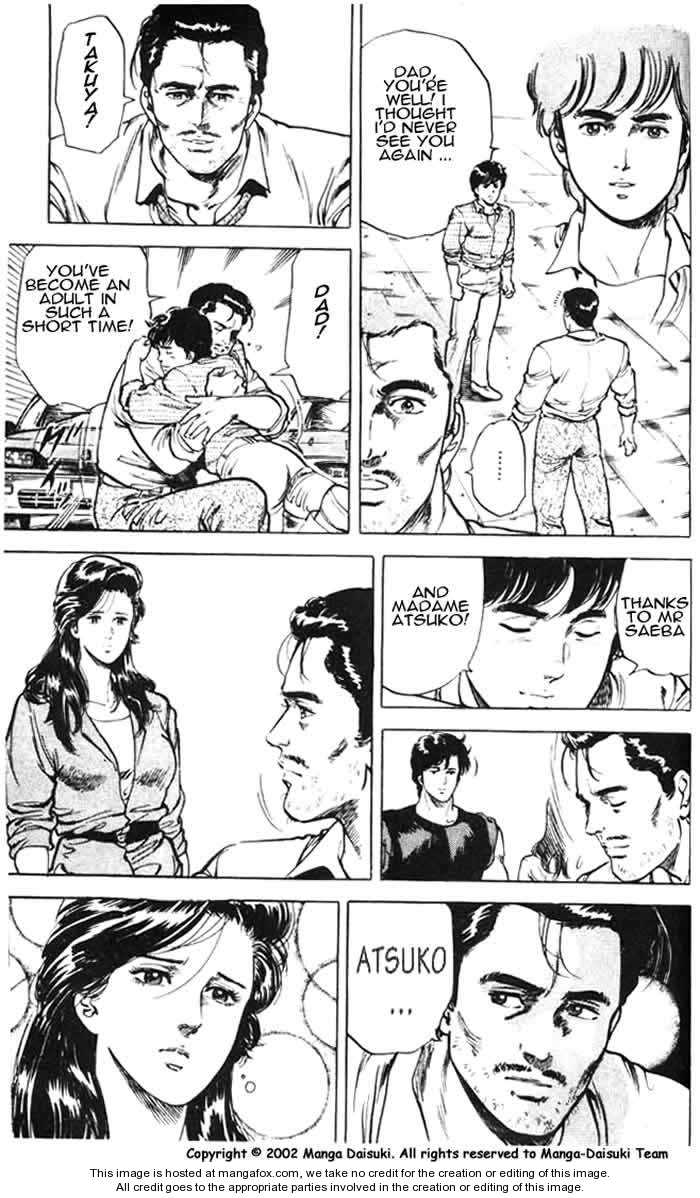 DAD,
YOU'RE
WELL! I
THOUGHT
I'D NEVER
SEE YOU
AGAIN ...
......
TAKUYA!
DAD!
YOU'VE
BECOME AN
ADULT IN
SUCH A
SHORT TIME!
THANKS
TO MR
SAEBA
AND
MADAME
ATSUKO!
ATSUKO
...
Copyright © 2002 Manga Daisuki. All rights reserved to Manga-Daisuki Team
This image is hosted at mangafox.com, we take no credit for the creation or editing of this image.
All credit goes to the appropriate parties involved in the creation or editing of this image.